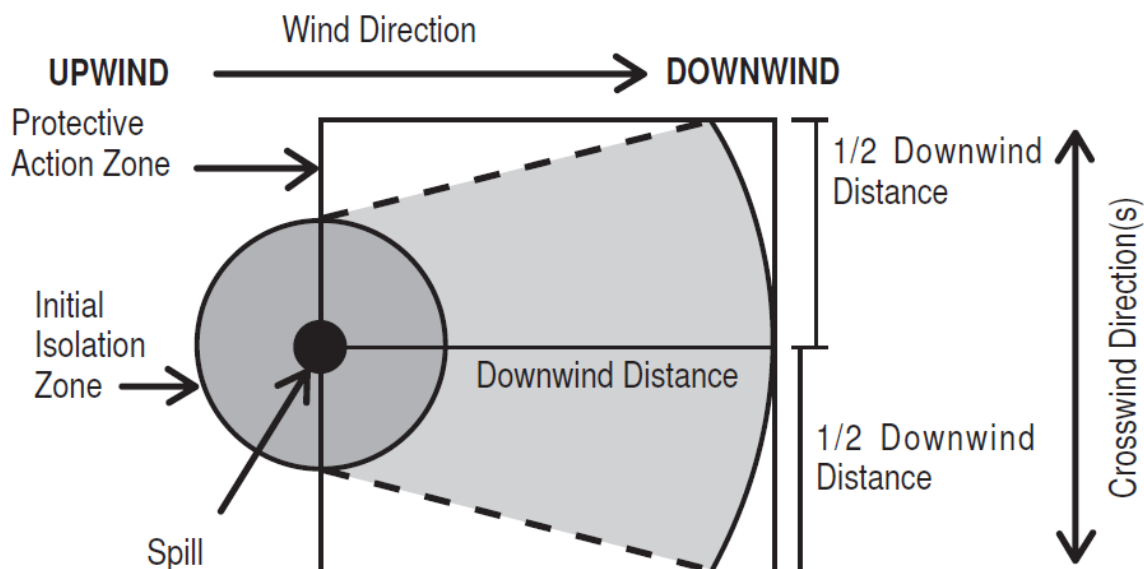 Wind Direction
UPWIND
DOWNWIND
Protective
Action Zone
1/2 Downwind
Distance
Crosswind Direction(s)
Initial
Isolation
Zone
Downwind Distance
1/2 Downwind
Distance
Spill